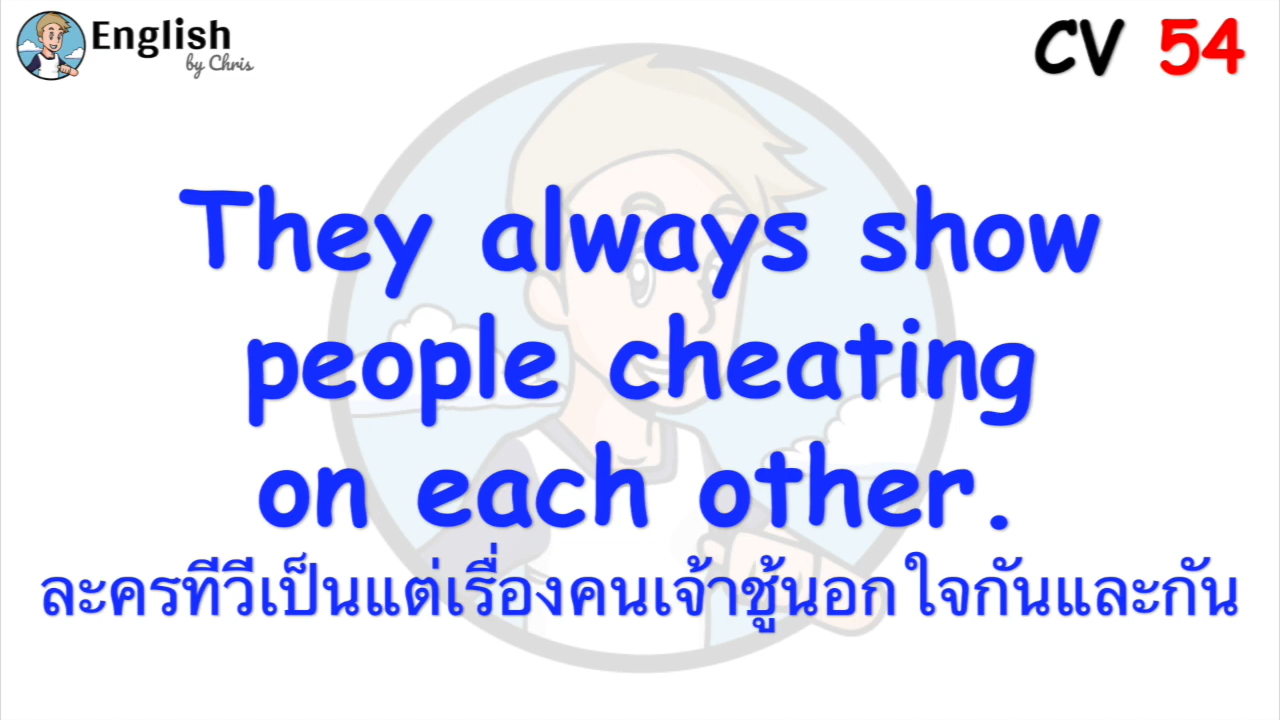 English
by Chris
CV 54
They always show
people cheating
on each other.
ละครทีวีเป็นแต่เรื่องคนเจ้าชู้นอกใจกันและกัน